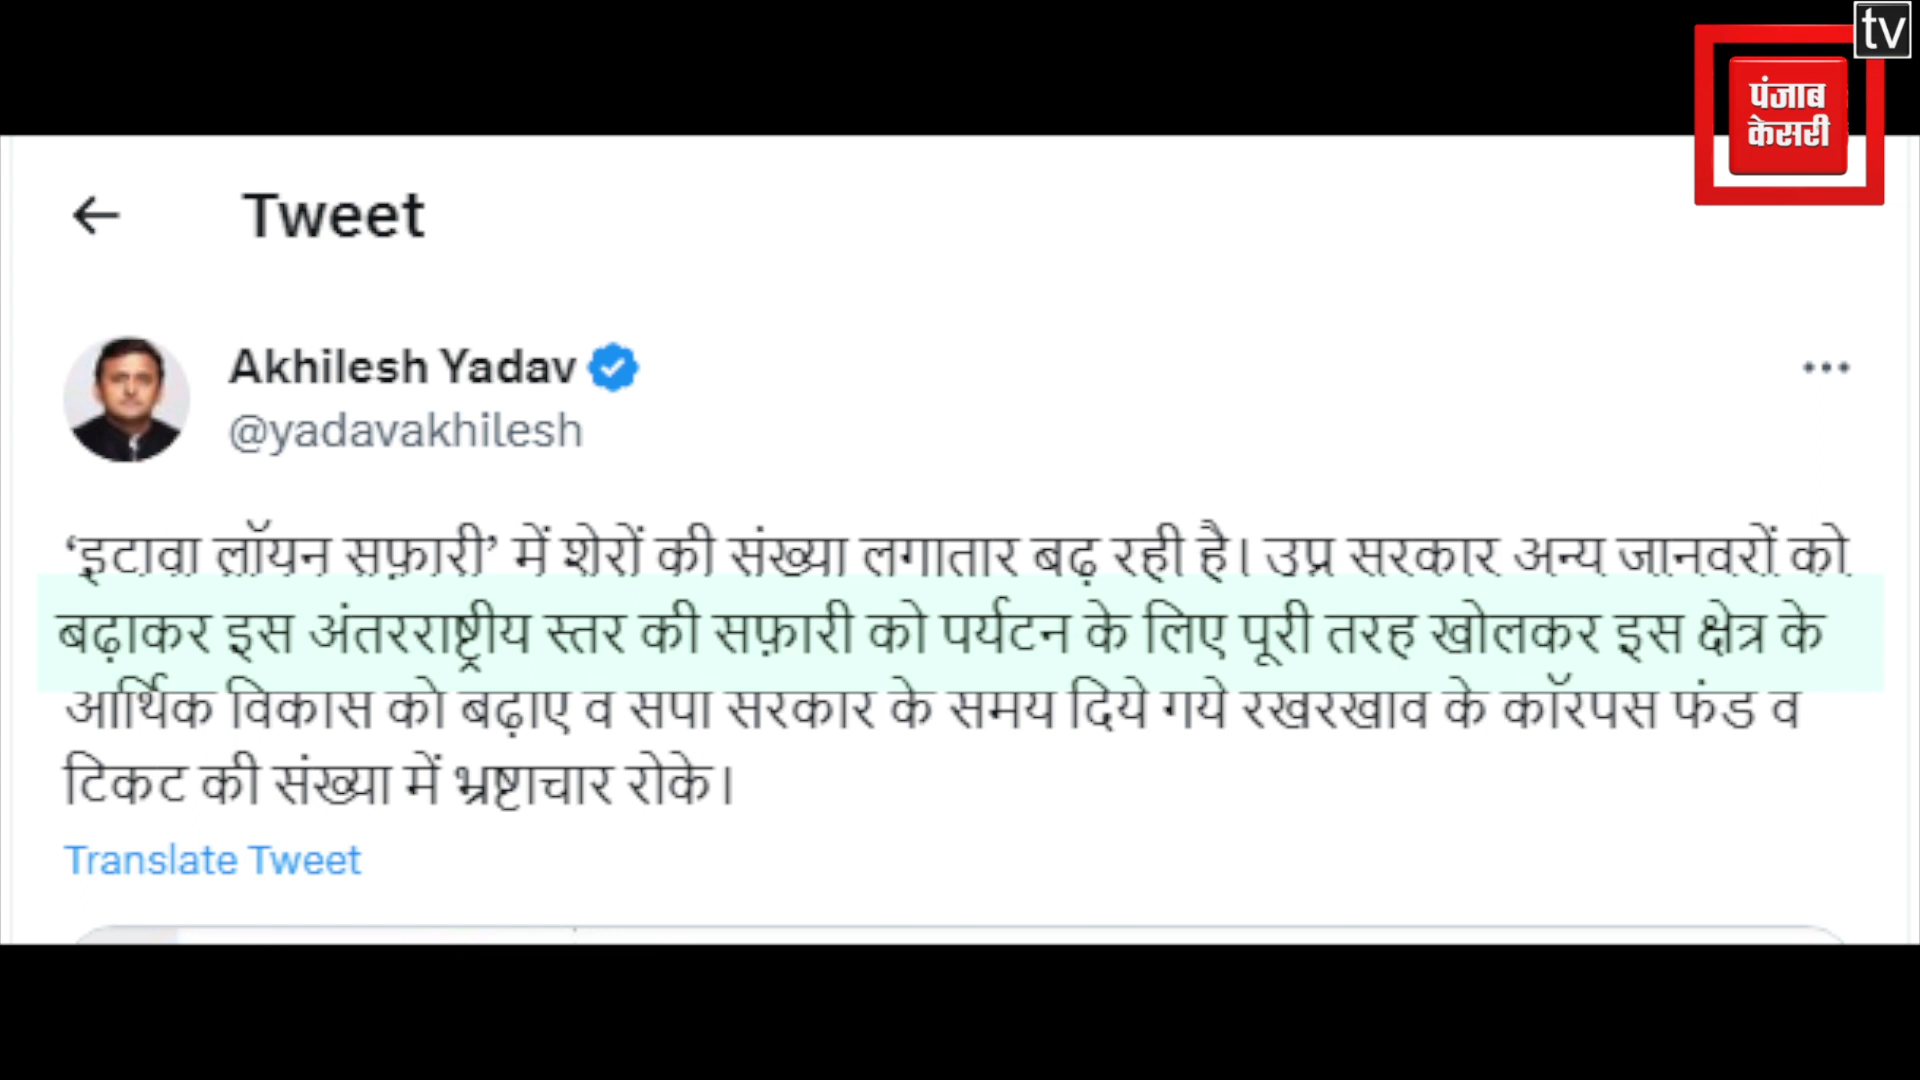 tv
पंजाब
केसरी
Tweet
Akhilesh Yadav
@yadavakhilesh
‘इटावा लॉयन सफ़ारी’ में शेरों की संख्या लगातार बढ़ रही है। उप्र सरकार अन्य जानवरों को
बढ़ाकर इस अंतरराष्ट्रीय स्तर की सफ़ारी को पर्यटन के लिए पूरी तरह खोलकर इस क्षेत्र के
आर्थिक विकास को बढ़ाए व सपा सरकार के समय दिये गये रखरखाव के कॉरपस फंड व
टिकट की संख्या में भ्रष्टाचार रोके।
Translate Tweet